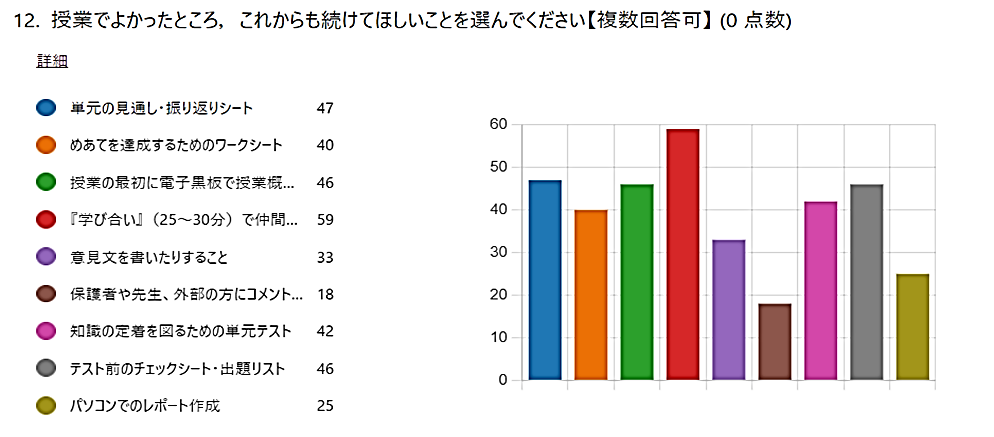 12. 授業でよかったところ，これからも続けてほしいことを選んでください【複数回答可】 (0 点数)
詳細
単元の見通し・振り返りシート 47
めあてを達成するためのワークシート 40
授業の最初に電子黒板で授業概... 46
『学び合い』（25～30分）で仲間... 59
意見文を書いたりすること 33
保護者や先生、外部の方にコメント... 18
知識の定着を図るための単元テスト 42
テスト前のチェックシート・出題リスト 46
パソコンでのレポート作成 25
60
50
40
30
20
10
0